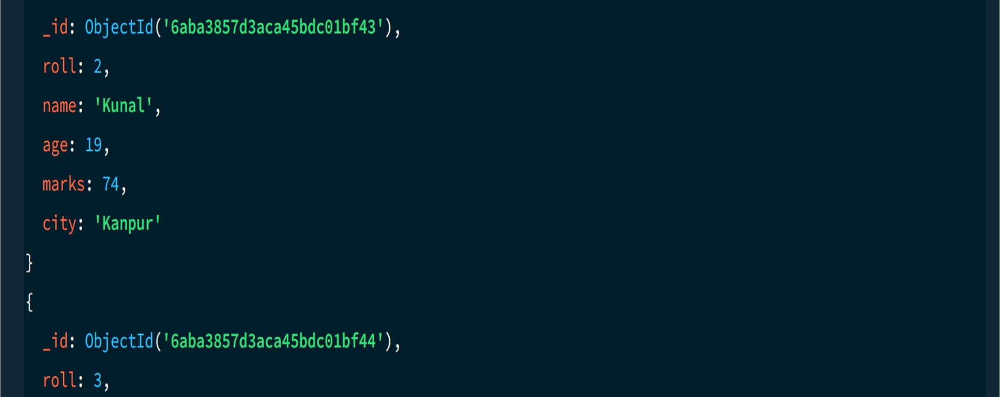 _id: ObjectId('6aba3857d3aca45bdc01bf43'),
roll: 2,
name: 'Kunal',
age: 19,
marks: 74,
city: 'Kanpur'
}
{
_id: ObjectId('6aba3857d3aca45bdc01bf44'),
roll: 3,